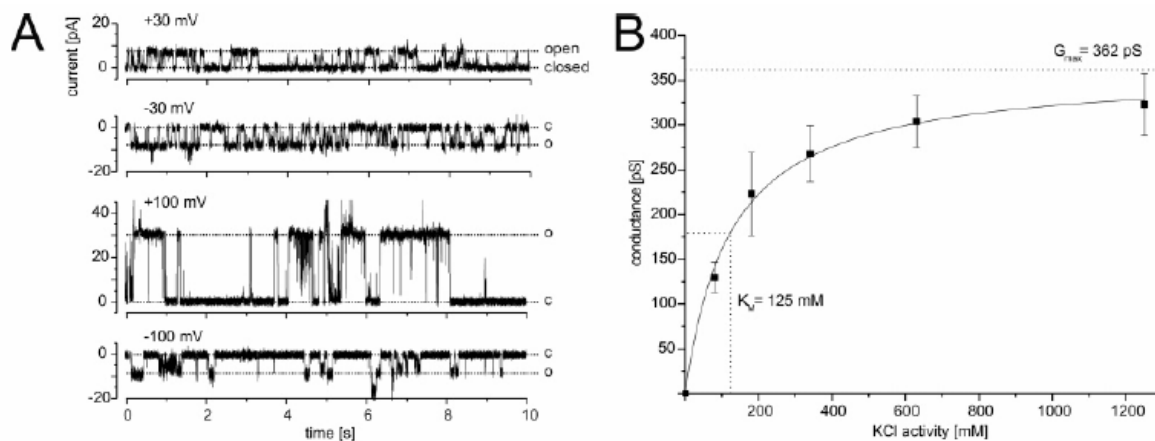 A
current [pA]
+30 mV
20
0
open
closed
-30 mV
0
-20
c
o
+100 mV
40
20
0
o
c
-100 mV
0
-20
c
o
0
2
4
6
8
10
time [s]
B
conductance [pS]
400
350
300
250
200
150
100
50
Gmax= 362 pS
KM= 125 mM
200
400
600
800
1000
1200
KCl activity [mM]